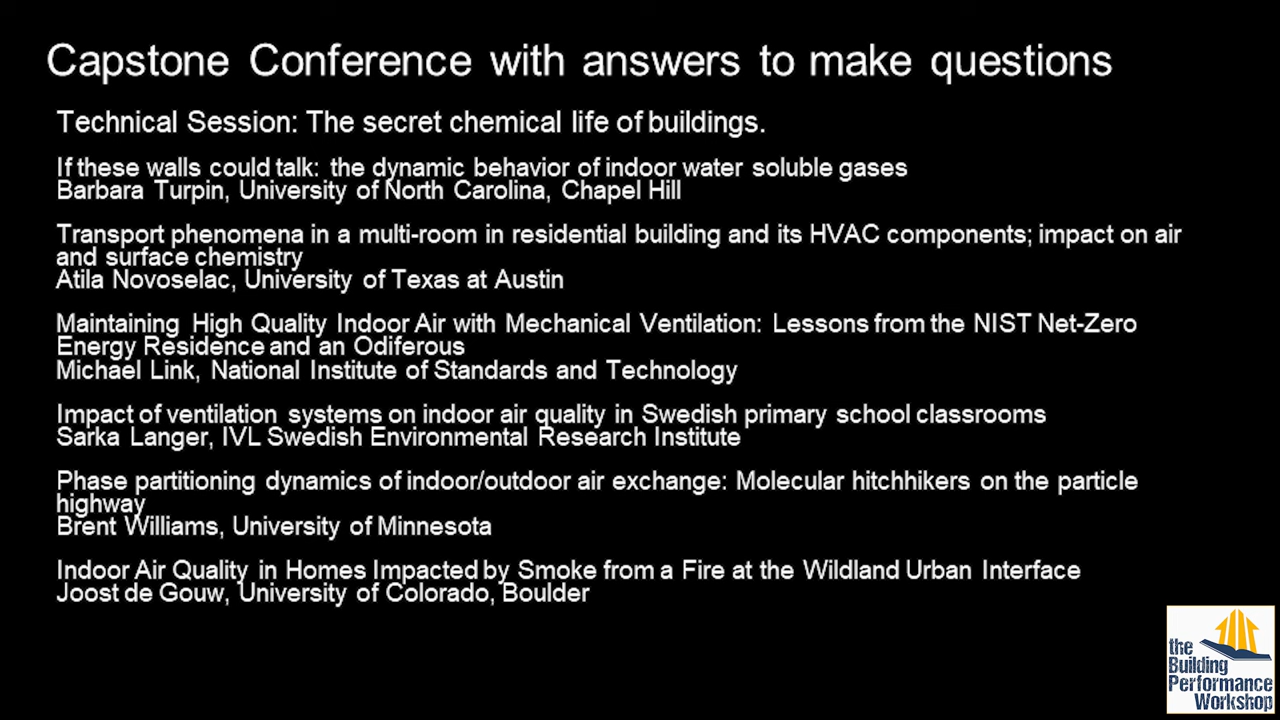 Capstone Conference with answers to make questions
Technical Session: The secret chemical life of buildings.
If these walls could talk: the dynamic behavior of indoor water soluble gases
Barbara Turpin, University of North Carolina, Chapel Hill
Transport phenomena in a multi-room in residential building and its HVAC components; impact on air
and surface chemistry
Atila Novoselac, University of Texas at Austin
Maintaining High Quality Indoor Air with Mechanical Ventilation: Lessons from the NIST Net-Zero
Energy Residence and an Odiferous
Michael Link, National Institute of Standards and Technology
Impact of ventilation systems on indoor air quality in Swedish primary school classrooms
Sarka Langer, IVL Swedish Environmental Research Institute
Phase partitioning dynamics of indoor/outdoor air exchange: Molecular hitchhikers on the particle
highway
Brent Williams, University of Minnesota
Indoor Air Quality in Homes Impacted by Smoke from a Fire at the Wildland Urban Interface
Joost de Gouw, University of Colorado, Boulder
the
Building
Performance
Workshop